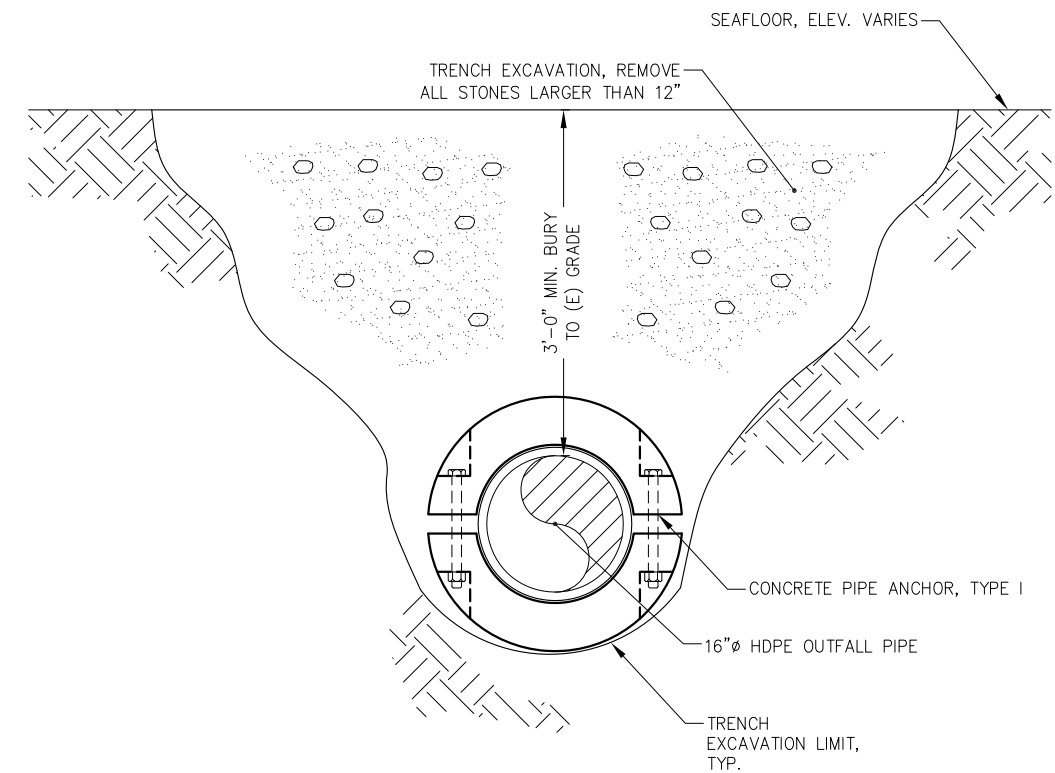 SEAFLOOR, ELEV. VARIES
TRENCH EXCAVATION, REMOVE
ALL STONES LARGER THAN 12”
3’-0” MIN. BURY
TO (E) GRADE
CONCRETE PIPE ANCHOR, TYPE I
16”ø HDPE OUTFALL PIPE
TRENCH
EXCAVATION LIMIT,
TYP.